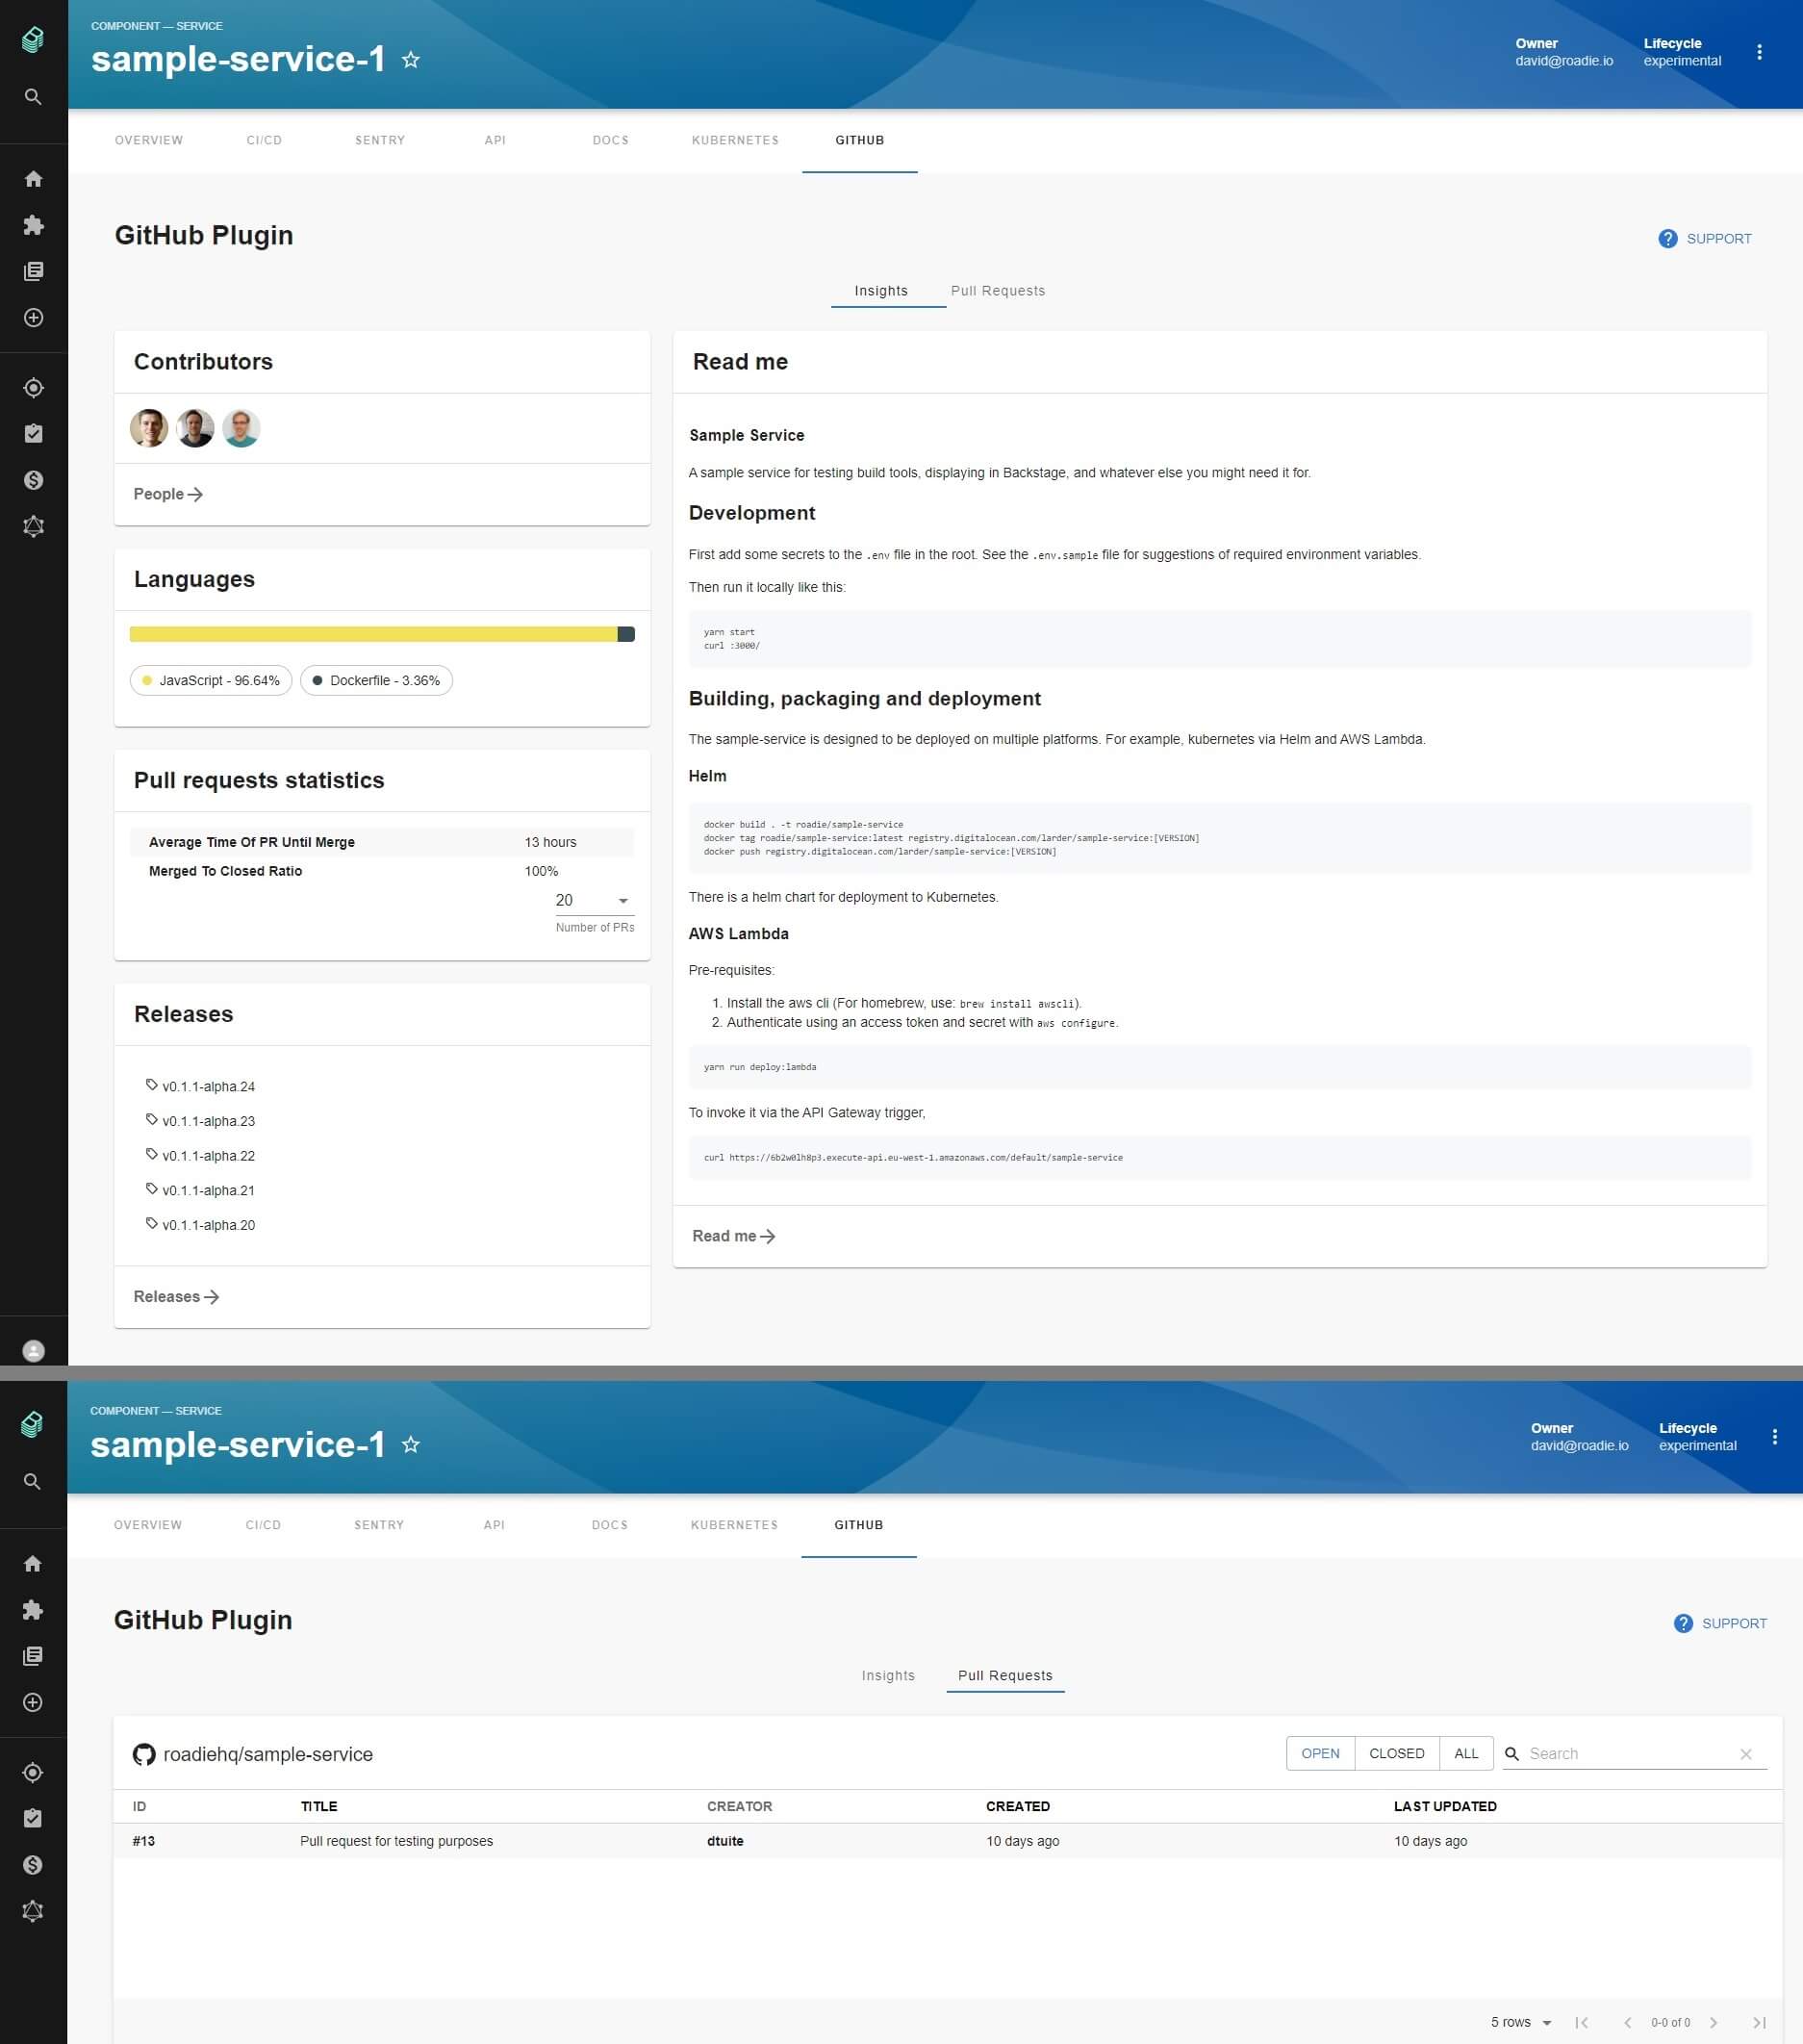 COMPONENT — SERVICE
sample-service-1
Owner
david@roadie.io
Lifecycle
experimental
OVERVIEW
CI/CD
SENTRY
API
DOCS
KUBERNETES
GITHUB
GitHub Plugin
SUPPORT
Insights
Pull Requests
Contributors
People
Languages
JavaScript - 96.64%
Dockerfile - 3.36%
Pull requests statistics
Average Time Of PR Until Merge 13 hours
Merged To Closed Ratio 100%
20
Number of PRs
Releases
v0.1.1-alpha.24
v0.1.1-alpha.23
v0.1.1-alpha.22
v0.1.1-alpha.21
v0.1.1-alpha.20
Releases
Read me
Sample Service
A sample service for testing build tools, displaying in Backstage, and whatever else you might need it for.
Development
First add some secrets to the .env file in the root. See the .env.sample file for suggestions of required environment variables.
Then run it locally like this:
yarn start
curl :3000/
Building, packaging and deployment
The sample-service is designed to be deployed on multiple platforms. For example, kubernetes via Helm and AWS Lambda.
Helm
docker build . -t roadie/sample-service
docker tag roadie/sample-service:latest registry.digitalocean.com/larder/sample-service:[VERSION]
docker push registry.digitalocean.com/larder/sample-service:[VERSION]
There is a helm chart for deployment to Kubernetes.
AWS Lambda
Pre-requisites:
1. Install the aws cli (For homebrew, use: brew install awscli).
2. Authenticate using an access token and secret with aws configure.
yarn run deploy:lambda
To invoke it via the API Gateway trigger,
curl https://6b2w0lh8p3.execute-api.eu-west-1.amazonaws.com/default/sample-service
Read me
COMPONENT — SERVICE
sample-service-1
Owner
david@roadie.io
Lifecycle
experimental
OVERVIEW
CI/CD
SENTRY
API
DOCS
KUBERNETES
GITHUB
GitHub Plugin
SUPPORT
Insights
Pull Requests
roadiehq/sample-service
OPEN
CLOSED
ALL
Search
ID TITLE CREATOR CREATED LAST UPDATED
#13 Pull request for testing purposes dtuite 10 days ago 10 days ago
5 rows
0-0 of 0